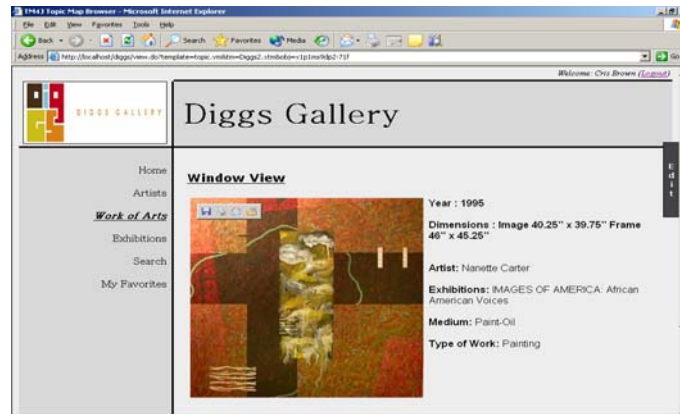 TM4J Topic Map Browser - Microsoft Internet Explorer
File Edit View Favorites Tools Help
Back Search Favorites Media
Address http://localhost/diggs/ Go
Welcome: Cris Brown (Logout)
DIGGS GALLERY
Diggs Gallery
Edit
Home
Artists
Work of Arts
Exhibitions
Search
My Favorites
Window View
Year : 1995
Dimensions : Image 40.25" x 39.75" Frame
46" x 45.25"
Artist: Nanette Carter
Exhibitions: IMAGES OF AMERICA: African
American Voices
Medium: Paint-Oil
Type of Work: Painting